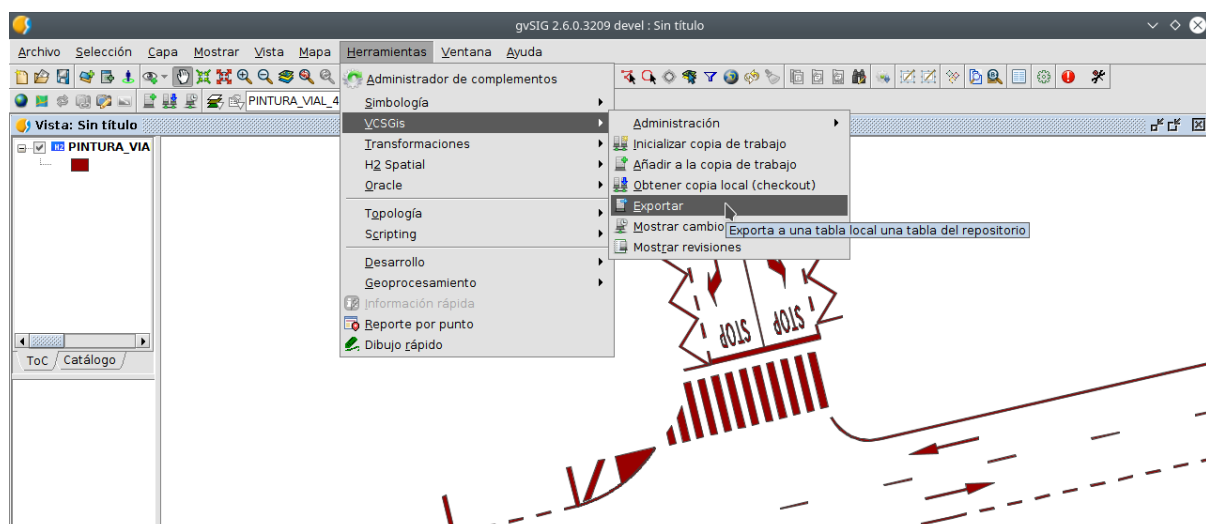 gvSIG 2.6.0.3209 devel : Sin título
Archivo Selección Capa Mostrar Vista Mapa Herramientas Ventana Ayuda
PINTURA_VIAL_4
Vista: Sin título
PINTURA_VIA
ToC Catálogo
Administrador de complementos
Simbología
VCSGis
Transformaciones
H2 Spatial
Oracle
Topología
Scripting
Desarrollo
Geoprocesamiento
Información rápida
Reporte por punto
Dibujo rápido
Administración
Inicializar copia de trabajo
Añadir a la copia de trabajo
Obtener copia local (checkout)
Exportar
Mostrar cambio
Exporta a una tabla local una tabla del repositorio
Mostrar revisiones
STOP STOP